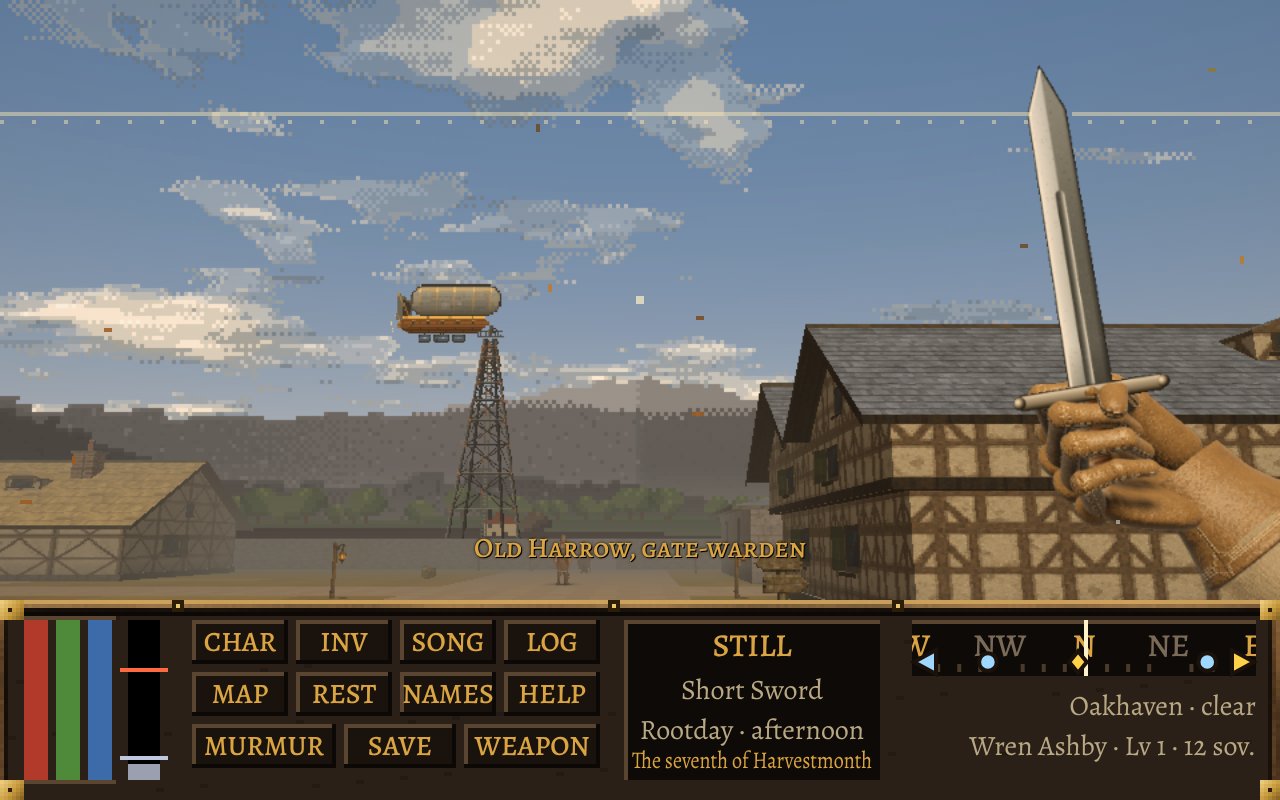 Old Harrow, gate-warden
CHAR INV SONG LOG
MAP REST NAMES HELP
MURMUR SAVE WEAPON
STILL
Short Sword
Rootday · afternoon
The seventh of Harvestmonth
W NW N NE E
Oakhaven · clear
Wren Ashby · Lv 1 · 12 sov.